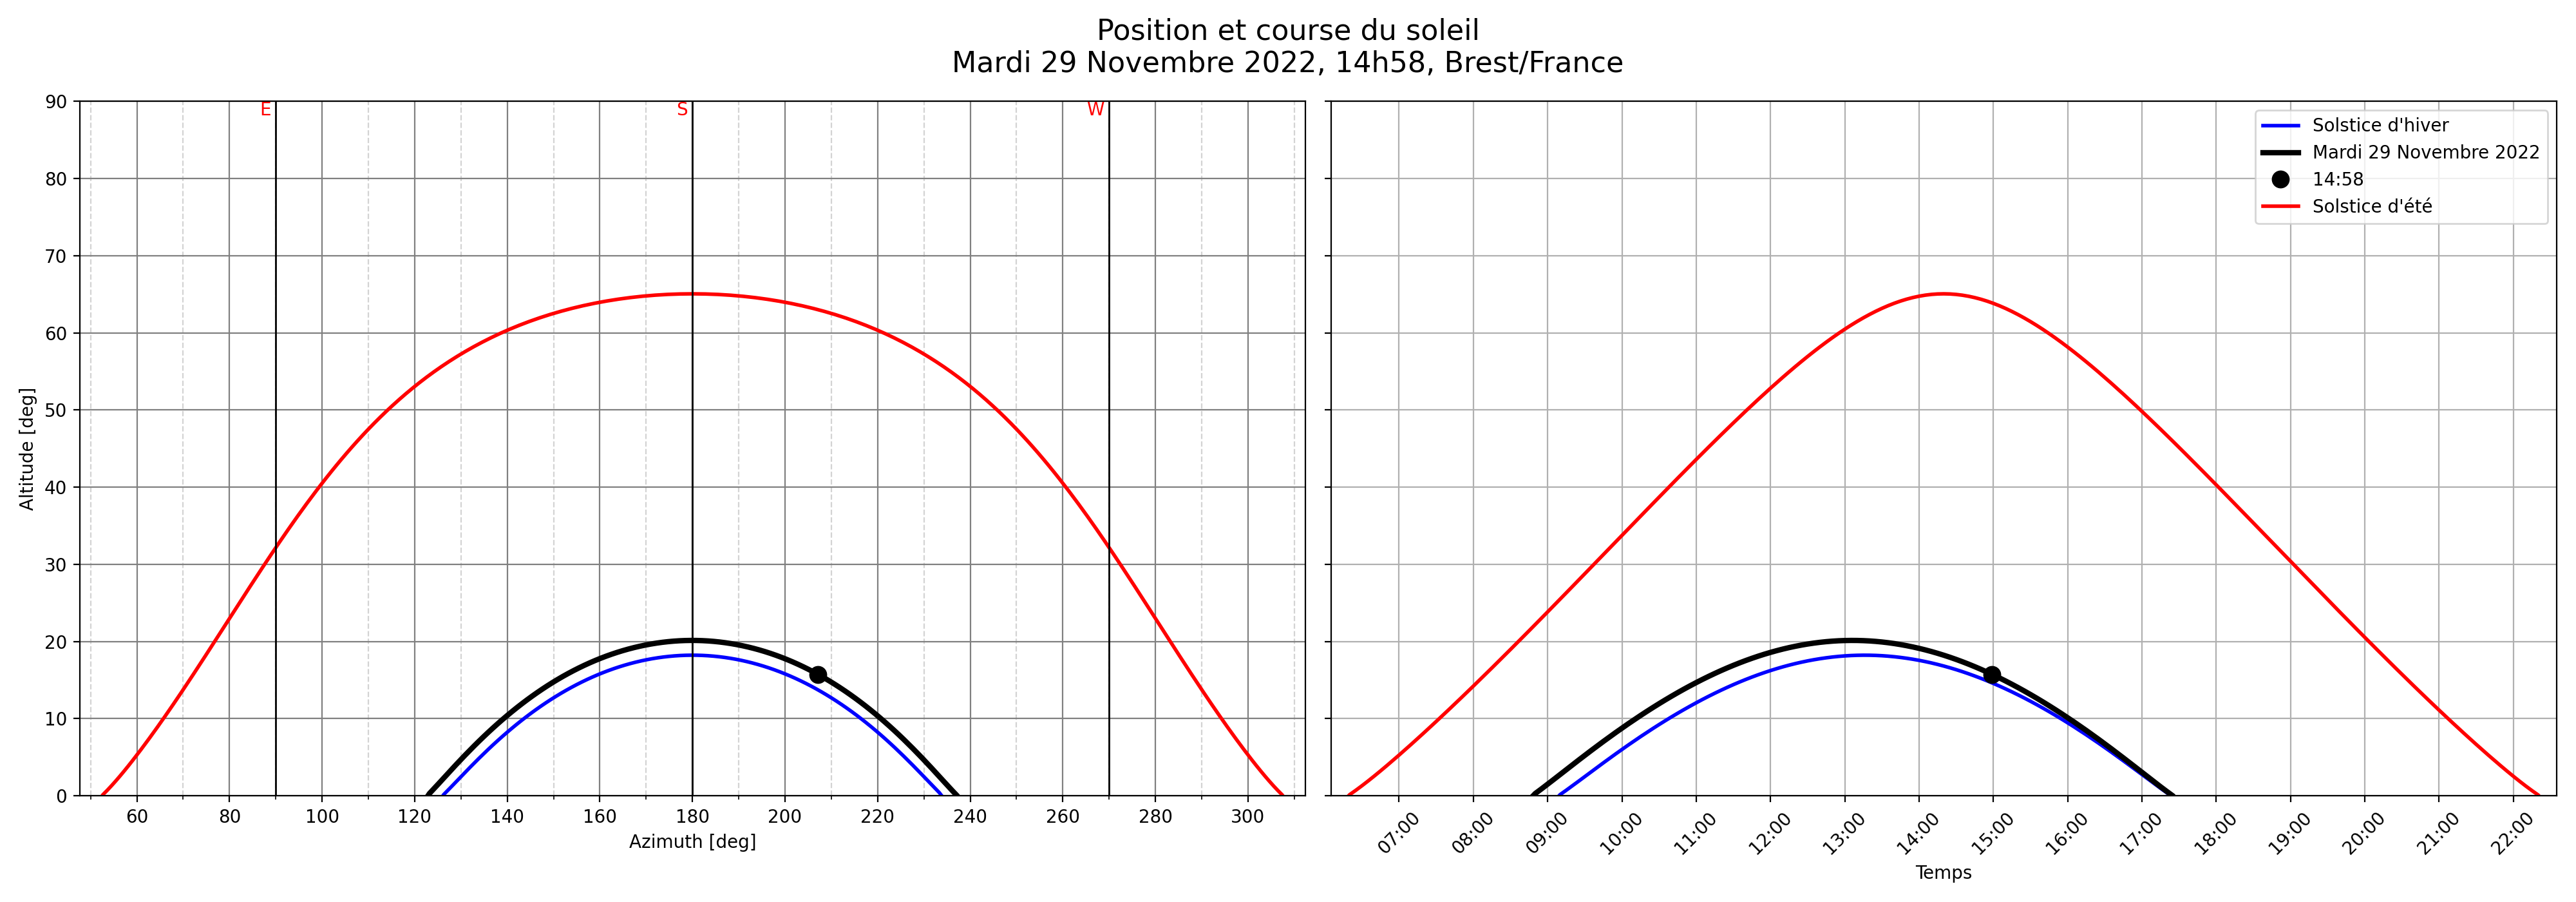 Position et course du soleil
Mardi 29 Novembre 2022, 14h58, Brest/France
E S W
90
80
70
60
50
40
30
20
10
0
Altitude [deg]
60 80 100 120 140 160 180 200 220 240 260 280 300
Azimuth [deg]
Solstice d'hiver
Mardi 29 Novembre 2022
14:58
Solstice d'été
07:00 08:00 09:00 10:00 11:00 12:00 13:00 14:00 15:00 16:00 17:00 18:00 19:00 20:00 21:00 22:00
Temps